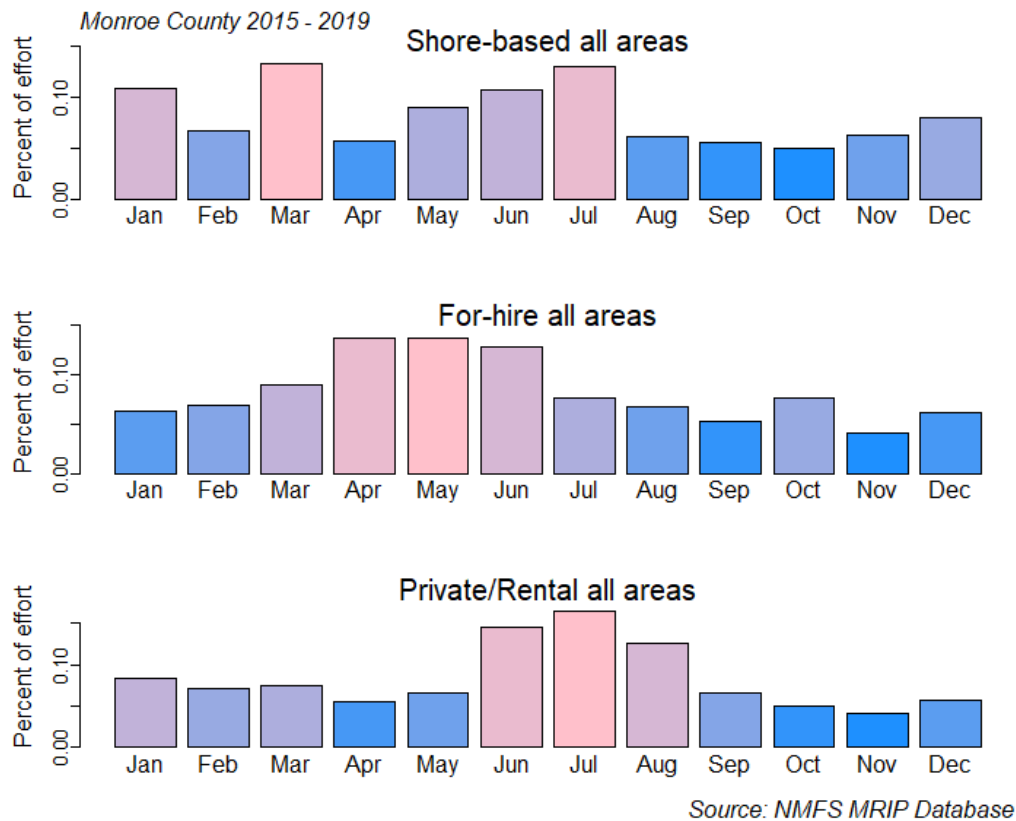 Monroe County 2015 - 2019
Shore-based all areas
Percent of effort
0.00 0.10
Jan Feb Mar Apr May Jun Jul Aug Sep Oct Nov Dec
For-hire all areas
Percent of effort
0.00 0.10
Jan Feb Mar Apr May Jun Jul Aug Sep Oct Nov Dec
Private/Rental all areas
Percent of effort
0.00 0.10
Jan Feb Mar Apr May Jun Jul Aug Sep Oct Nov Dec
Source: NMFS MRIP Database